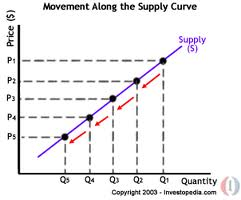 Movement Along the Supply Curve
Price ($)
Supply
(S)
P1
P2
P3
P4
P5
Q5 Q4 Q3 Q2 Q1 Quantity
Copyright 2003 - Investopedia.com